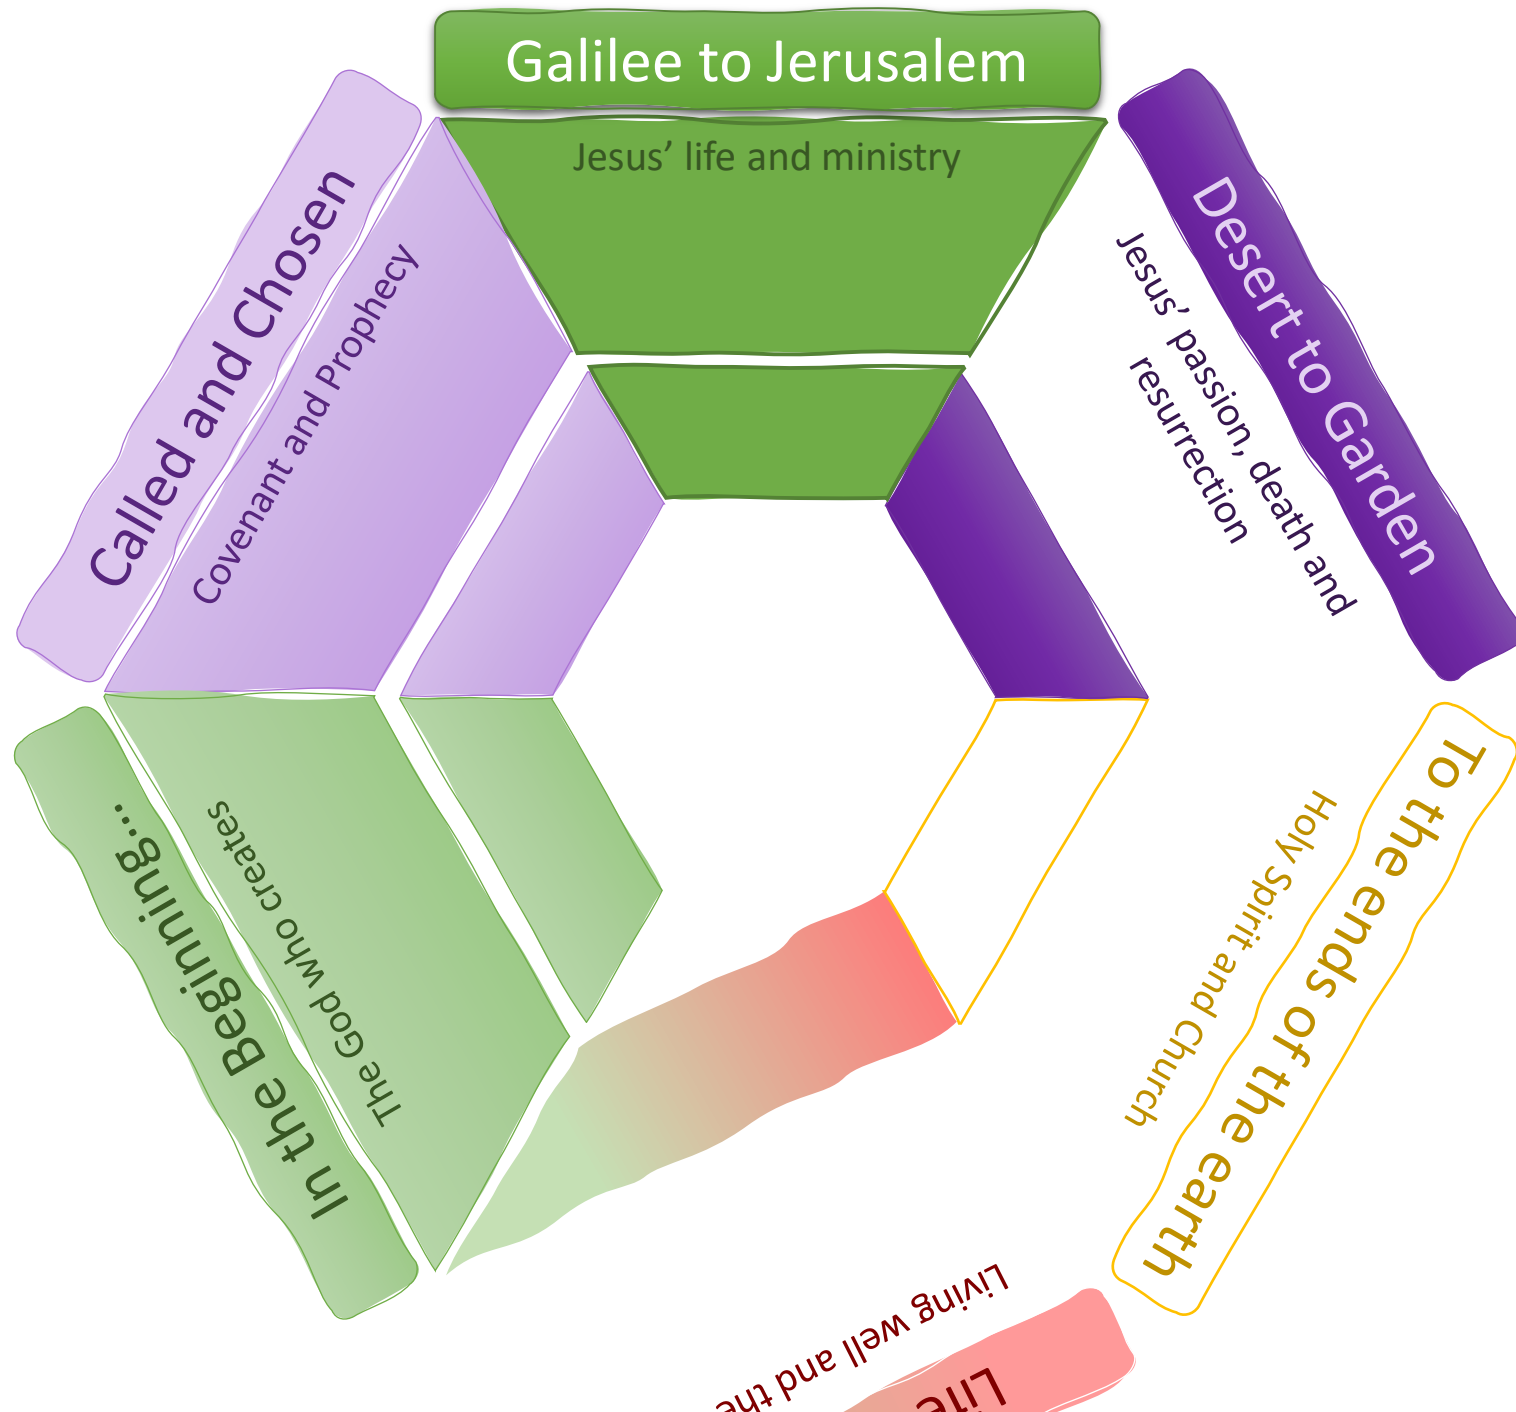 Galilee to Jerusalem
Jesus’ life and ministry
Called and Chosen
Covenant and Prophecy
Desert to Garden
Jesus’ passion, death and
resurrection
In the Beginning...
The God who creates
To the ends of the earth
Holy Spirit and Church
Living well and the
Life